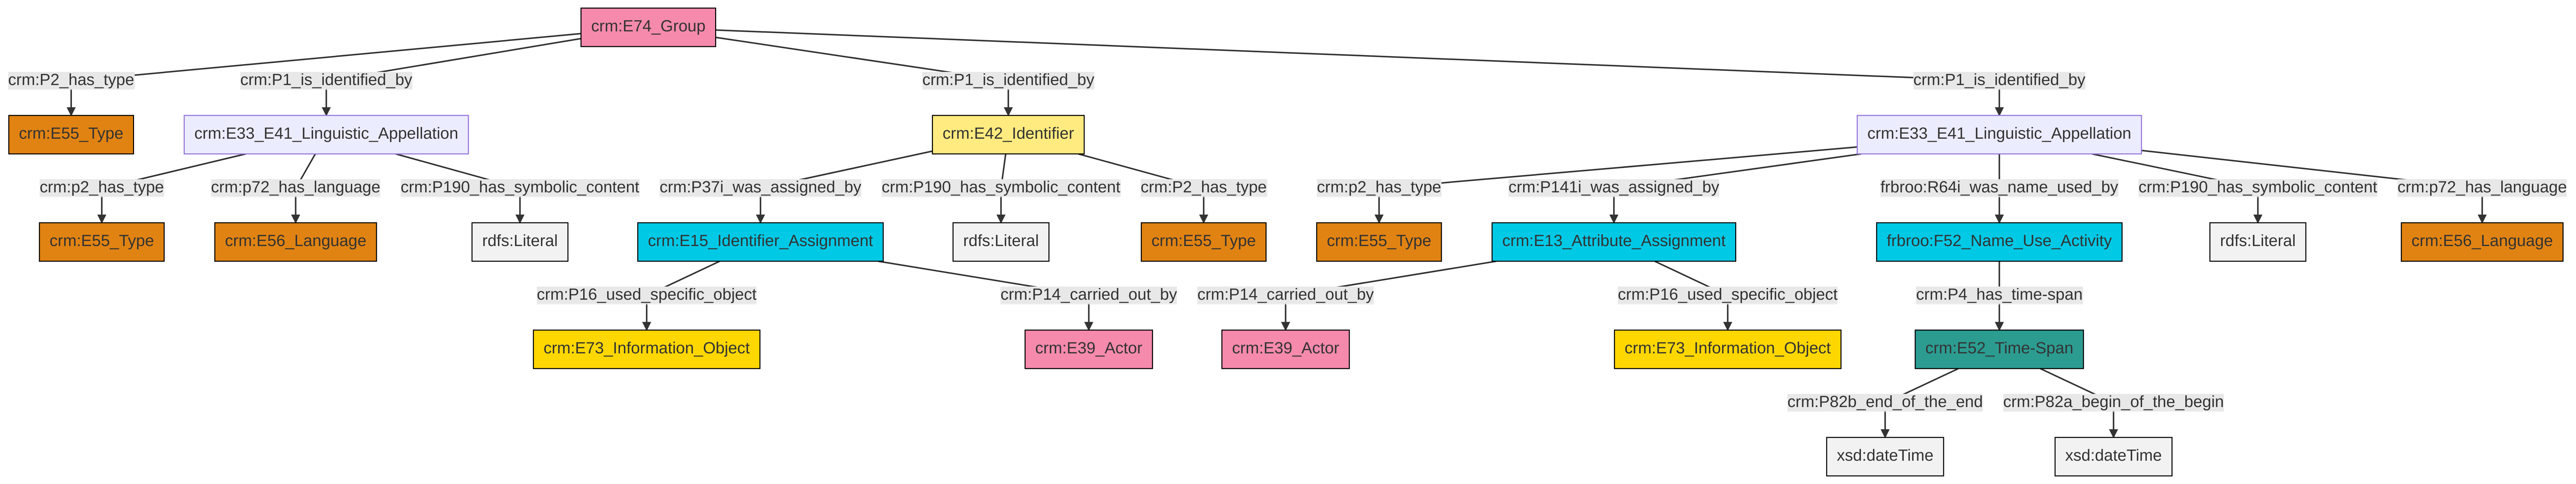 crm:E74_Group
crm:P2_has_type
crm:P1_is_identified_by
crm:P1_is_identified_by
crm:P1_is_identified_by
crm:E55_Type
crm:E33_E41_Linguistic_Appellation
crm:E42_Identifier
crm:E33_E41_Linguistic_Appellation
crm:p2_has_type
crm:p72_has_language
crm:P190_has_symbolic_content
crm:P37i_was_assigned_by
crm:P190_has_symbolic_content
crm:P2_has_type
crm:p2_has_type
crm:P141i_was_assigned_by
frbroo:R64i_was_name_used_by
crm:P190_has_symbolic_content
crm:p72_has_language
crm:E55_Type
crm:E56_Language
rdfs:Literal
crm:E15_Identifier_Assignment
rdfs:Literal
crm:E55_Type
crm:E55_Type
crm:E13_Attribute_Assignment
frbroo:F52_Name_Use_Activity
rdfs:Literal
crm:E56_Language
crm:P16_used_specific_object
crm:P14_carried_out_by
crm:P14_carried_out_by
crm:P16_used_specific_object
crm:P4_has_time-span
crm:E73_Information_Object
crm:E39_Actor
crm:E39_Actor
crm:E73_Information_Object
crm:E52_Time-Span
crm:P82b_end_of_the_end
crm:P82a_begin_of_the_begin
xsd:dateTime
xsd:dateTime